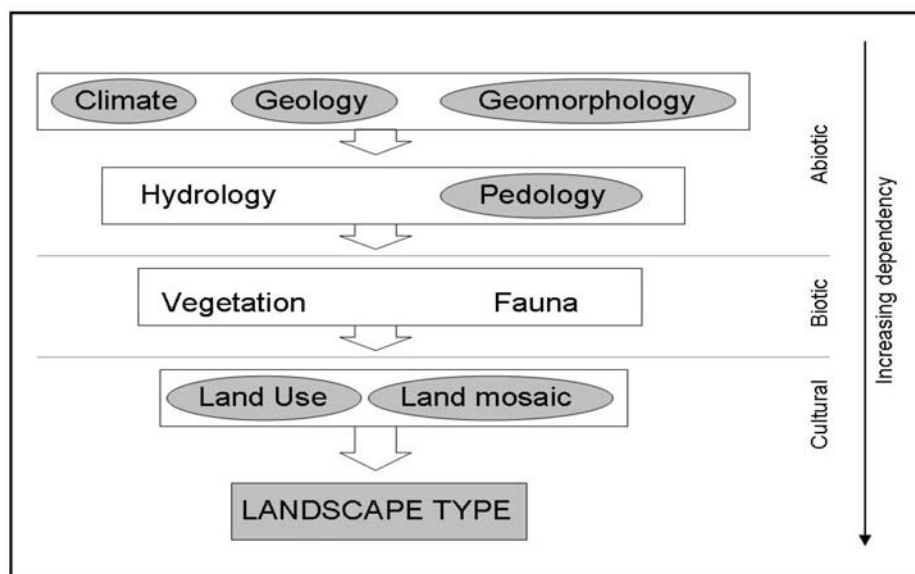 Climate Geology Geomorphology
Hydrology Pedology
Abiotic
Vegetation Fauna
Biotic
Land Use Land mosaic
Cultural
LANDSCAPE TYPE
Increasing dependency